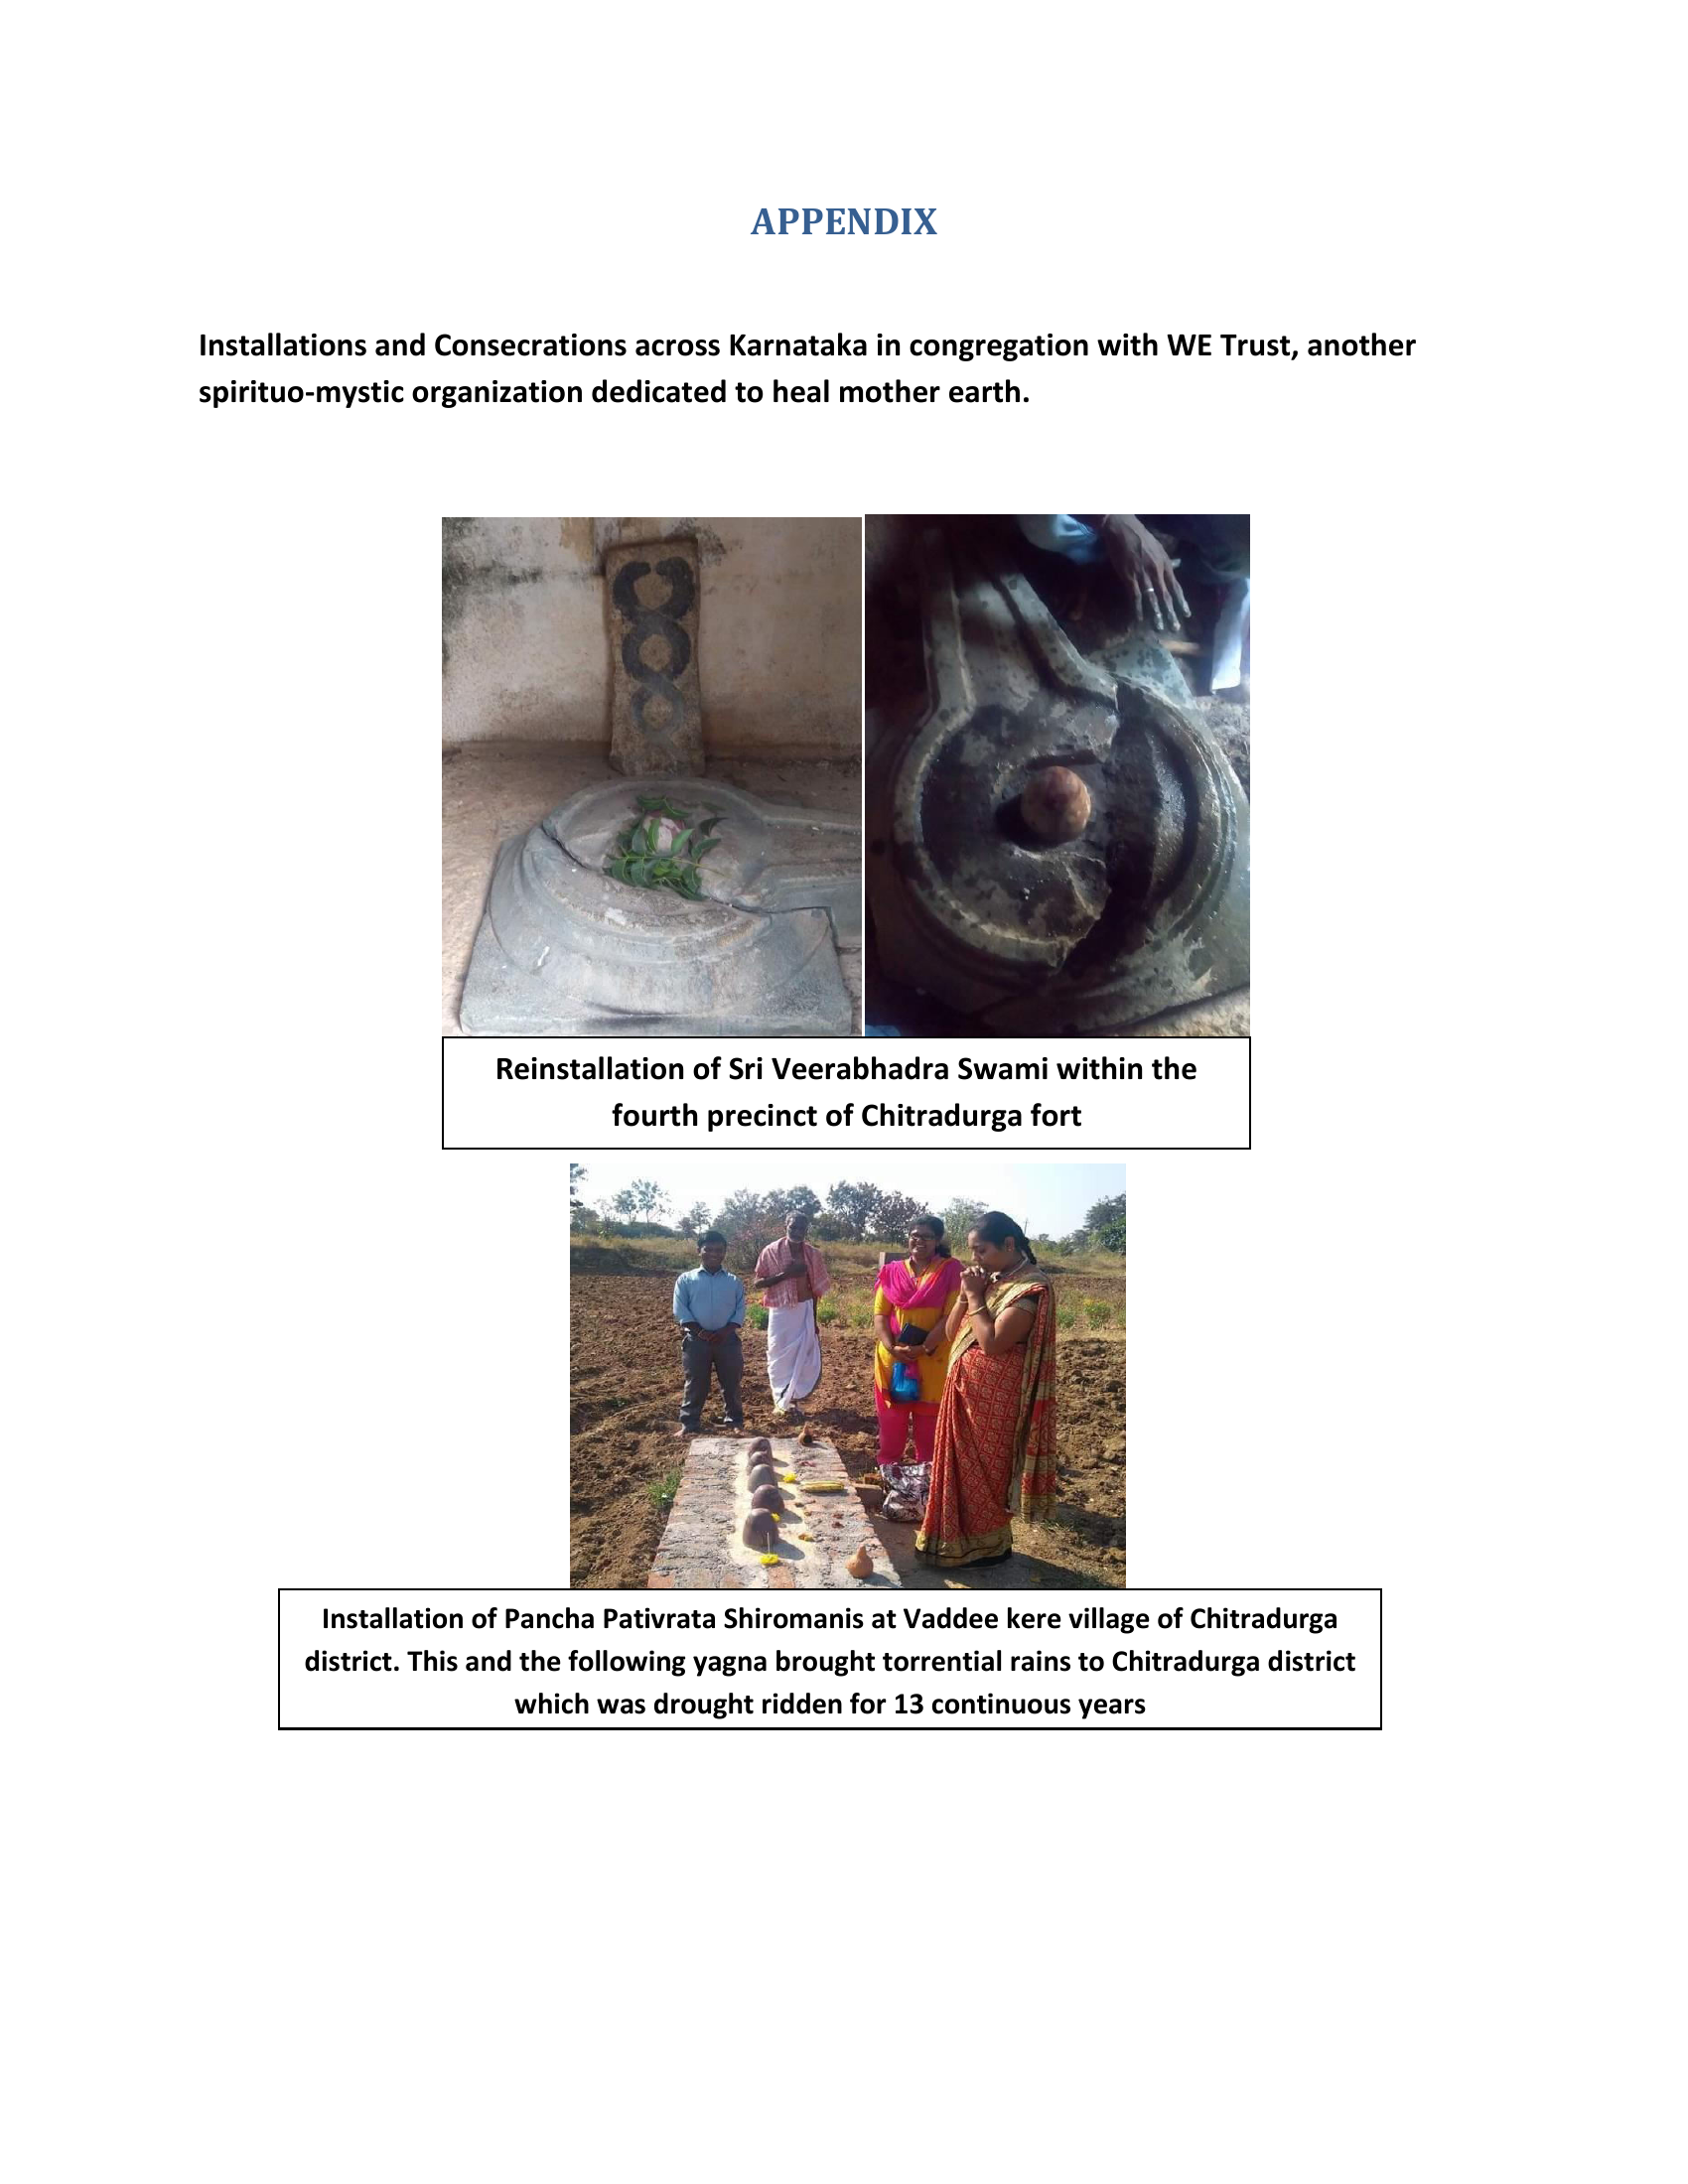 APPENDIX
Installations and Consecrations across Karnataka in congregation with WE Trust, another
spirituo-mystic organization dedicated to heal mother earth.
Reinstallation of Sri Veerabhadra Swami within the
fourth precinct of Chitradurga fort
Installation of Pancha Pativrata Shiromanis at Vaddee kere village of Chitradurga
district. This and the following yagna brought torrential rains to Chitradurga district
which was drought ridden for 13 continuous years